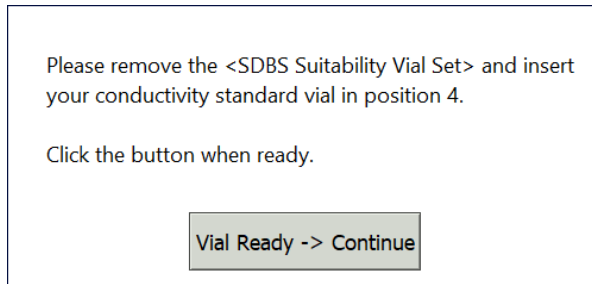 Please remove the <SDBS Suitability Vial Set> and insert
your conductivity standard vial in position 4.
Click the button when ready.
Vial Ready -> Continue